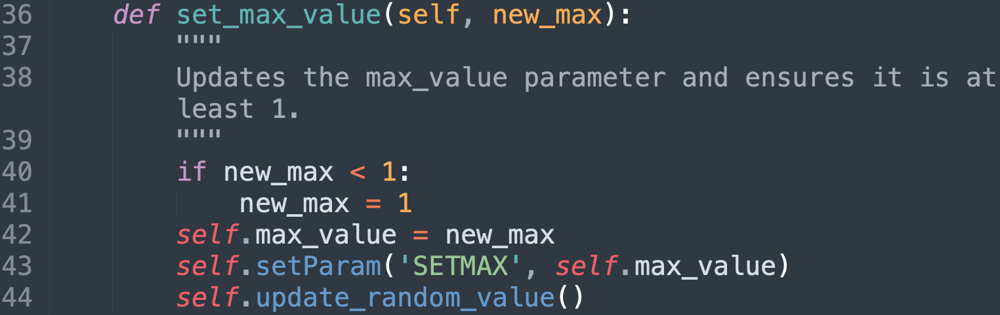 36 def set_max_value(self, new_max):
37 """
38 Updates the max_value parameter and ensures it is at
least 1.
39 """
40 if new_max < 1:
41 new_max = 1
42 self.max_value = new_max
43 self.setParam('SETMAX', self.max_value)
44 self.update_random_value()